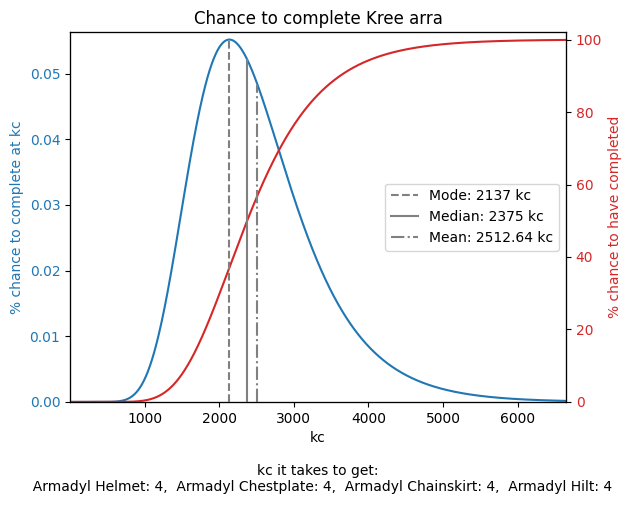 Chance to complete Kree arra
% chance to complete at kc
0.05
0.04
0.03
0.02
0.01
0.00
Mode: 2137 kc
Median: 2375 kc
Mean: 2512.64 kc
100
80
60
40
20
0
% chance to have completed
1000 2000 3000 4000 5000 6000
kc
kc it takes to get:
Armadyl Helmet: 4, Armadyl Chestplate: 4, Armadyl Chainskirt: 4, Armadyl Hilt: 4